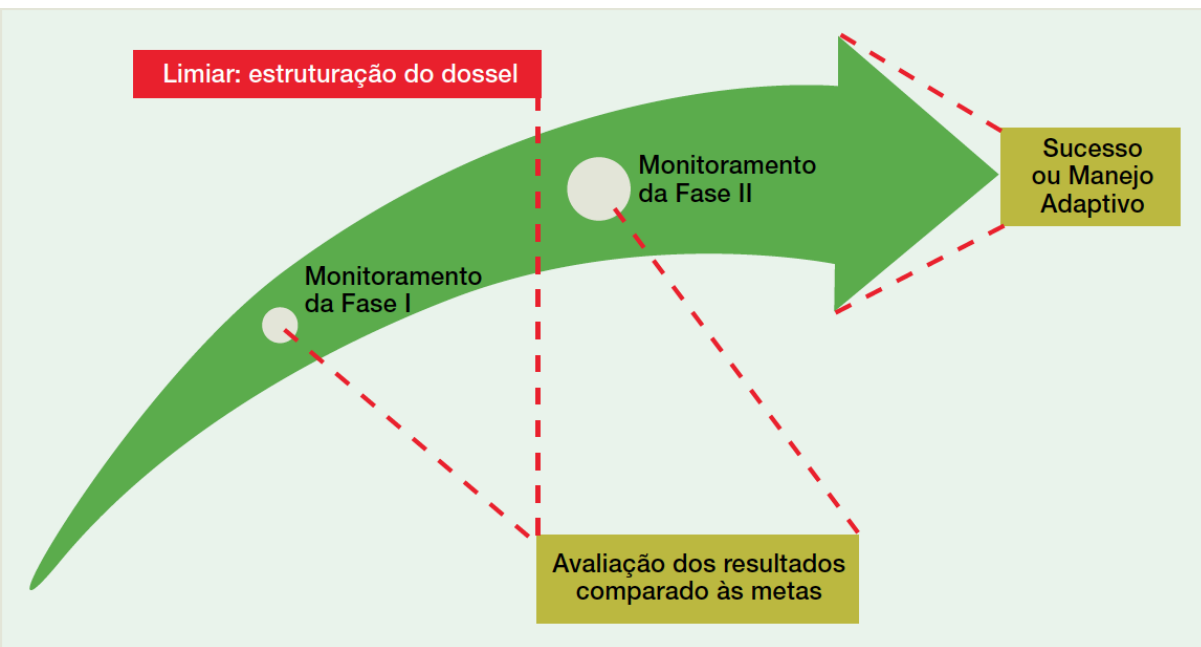 Limiar: estruturação do dossel
Monitoramento
da Fase II
Sucesso
ou Manejo
Adaptivo
Monitoramento
da Fase I
Avaliação dos resultados
comparado às metas